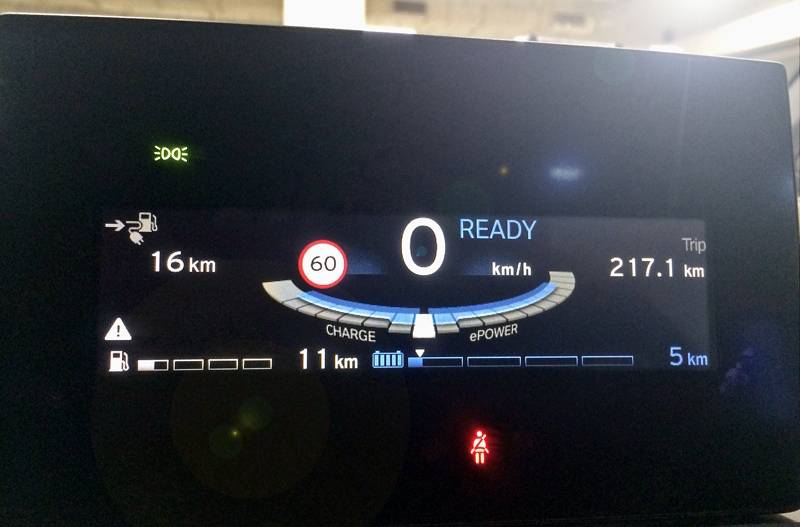 0 READY
16 km
60
km/h
Trip
217.1 km
CHARGE
ePOWER
11 km
5 km